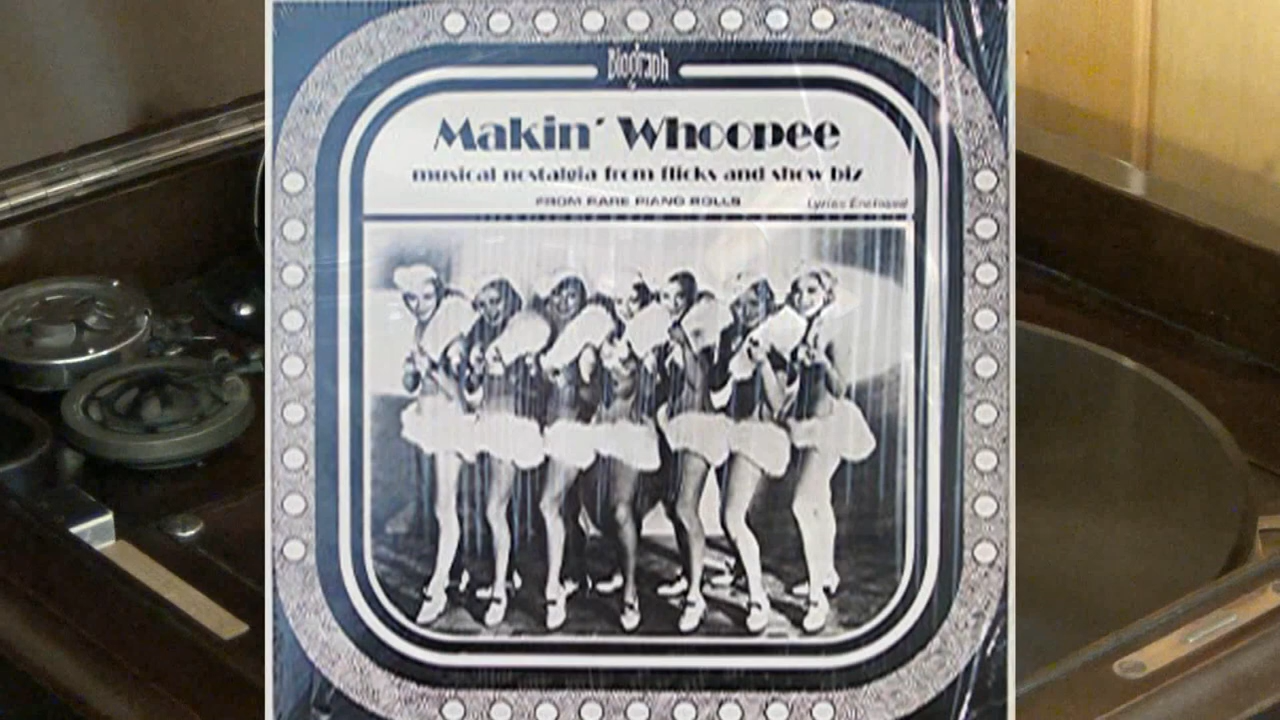 Biograph
Makin' Whoopee
musical nostalgia from flicks and show biz
FROM RARE PIANO ROLLS
Lyrics Enclosed